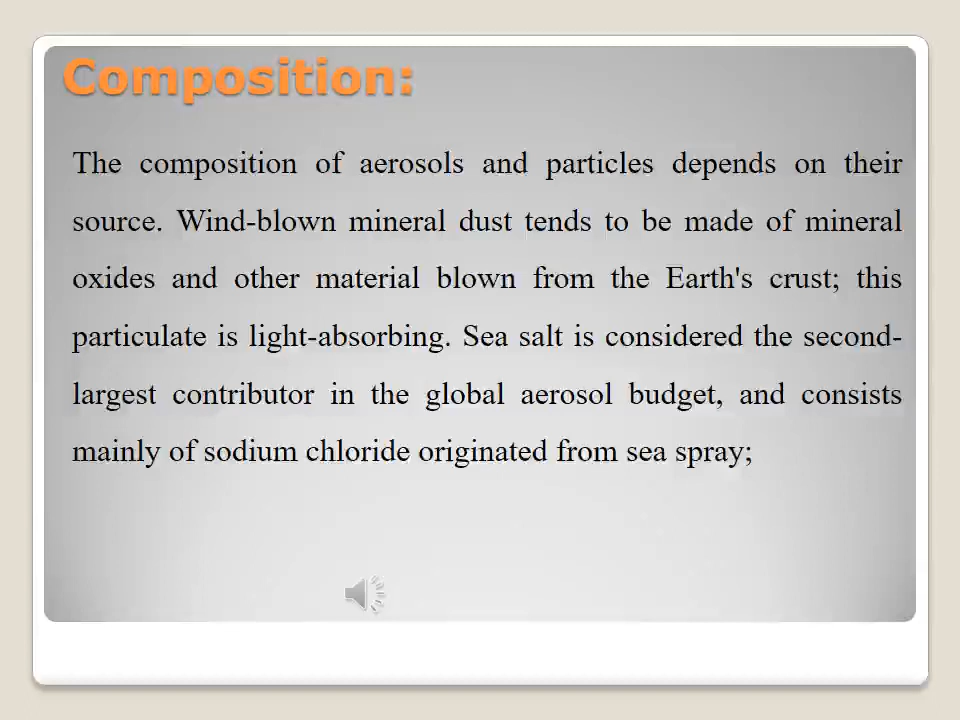 Composition:
The composition of aerosols and particles depends on their
source. Wind-blown mineral dust tends to be made of mineral
oxides and other material blown from the Earth's crust; this
particulate is light-absorbing. Sea salt is considered the second-
largest contributor in the global aerosol budget, and consists
mainly of sodium chloride originated from sea spray;